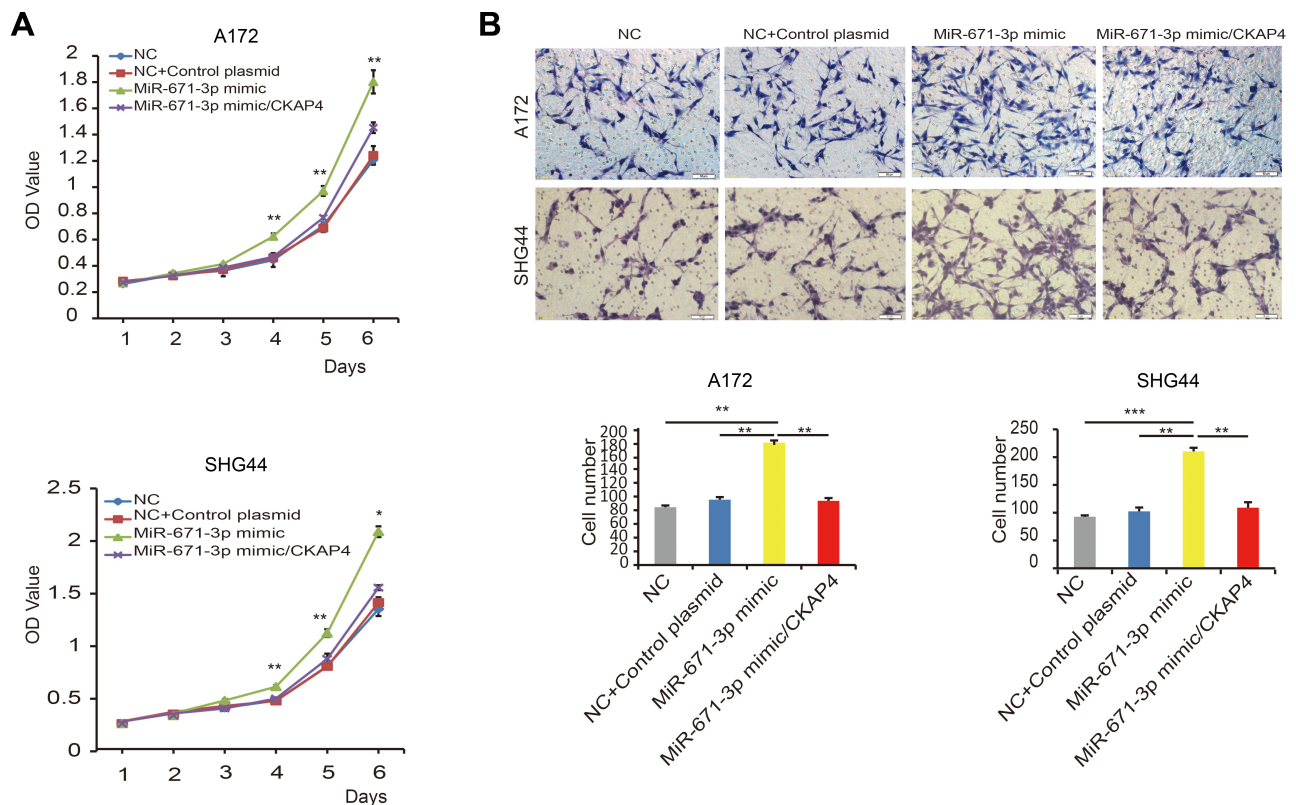 A
A172
NC
NC+Control plasmid
MiR-671-3p mimic
MiR-671-3p mimic/CKAP4
OD Value
2
1.8
1.6
1.4
1.2
1
0.8
0.6
0.4
0.2
0
**
**
**
1 2 3 4 5 6
Days
SHG44
NC
NC+Control plasmid
MiR-671-3p mimic
MiR-671-3p mimic/CKAP4
OD Value
2.5
2
1.5
1
0.5
0
**
**
*
1 2 3 4 5 6
Days
B
NC NC+Control plasmid MiR-671-3p mimic MiR-671-3p mimic/CKAP4
A172
SHG44
A172
Cell number
200
180
160
160
140
120
100
80
60
40
20
0
**
** **
NC
NC+Control plasmid
MiR-671-3p mimic
MiR-671-3p mimic/CKAP4
SHG44
Cell number
250
200
150
100
50
0
***
** **
NC
NC+Control plasmid
MiR-671-3p mimic
MiR-671-3p mimic/CKAP4